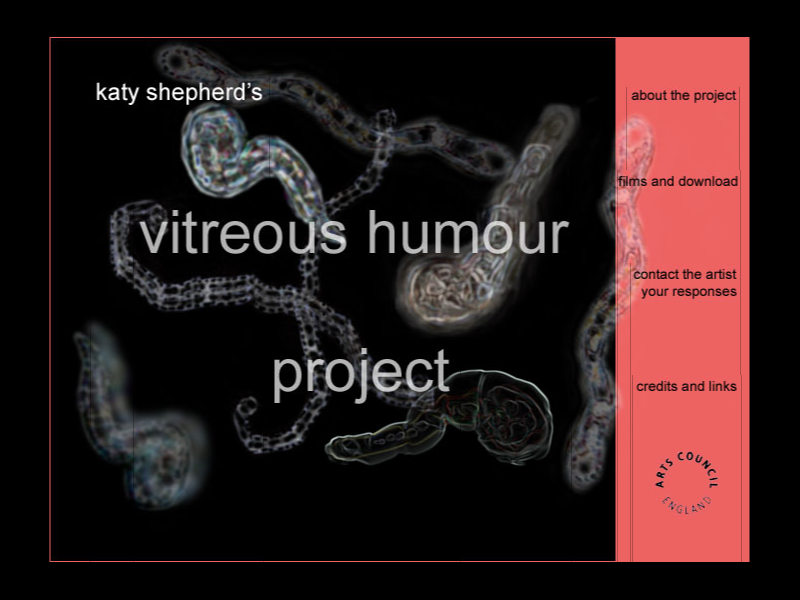 katy shepherd's
vitreous humour
project
about the project
films and download
contact the artist
your responses
credits and links
ARTS COUNCIL
ENGLAND